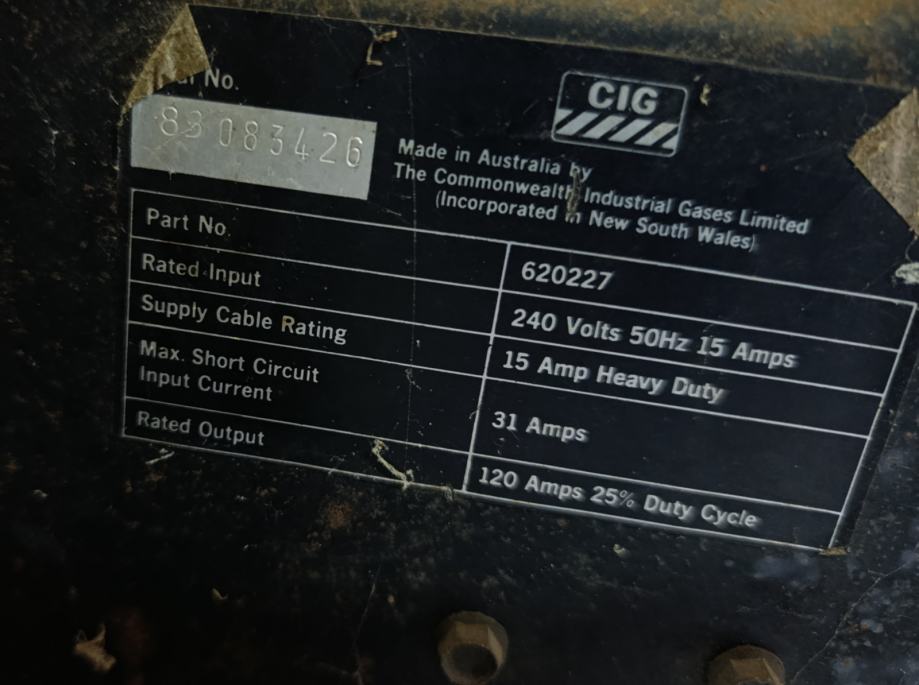 No.
CIG
83083426
Made in Australia by
The Commonwealth Industrial Gases Limited
(Incorporated in New South Wales)
Part No. 620227
Rated Input 240 Volts 50Hz 15 Amps
Supply Cable Rating 15 Amp Heavy Duty
Max. Short Circuit
Input Current 31 Amps
Rated Output 120 Amps 25% Duty Cycle